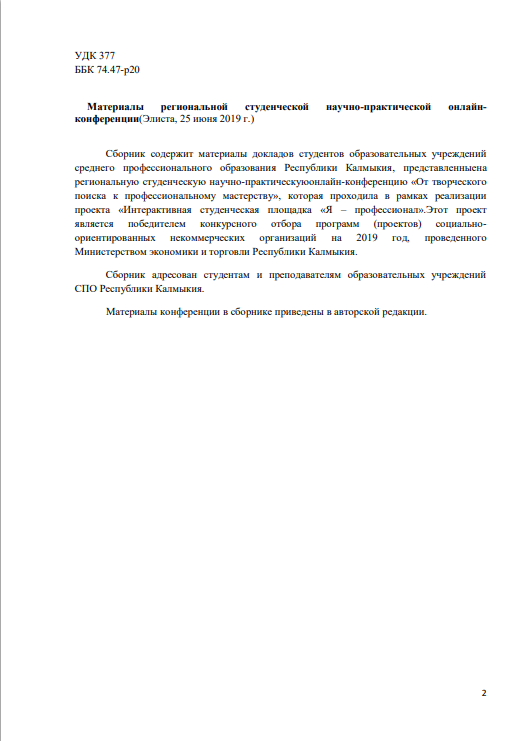 УДК 377
ББК 74.47-р20
Материалы региональной студенческой научно-практической онлайн-
конференции(Элиста, 25 июня 2019 г.)
Сборник содержит материалы докладов студентов образовательных учреждений
среднего профессионального образования Республики Калмыкия, представленныена
региональную студенческую научно-практическуюонлайн-конференцию «От творческого
поиска к профессиональному мастерству», которая проходила в рамках реализации
проекта «Интерактивная студенческая площадка «Я – профессионал».Этот проект
является победителем конкурсного отбора программ (проектов) социально-
ориентированных некоммерческих организаций на 2019 год, проведенного
Министерством экономики и торговли Республики Калмыкия.
Сборник адресован студентам и преподавателям образовательных учреждений
СПО Республики Калмыкия.
Материалы конференции в сборнике приведены в авторской редакции.
2